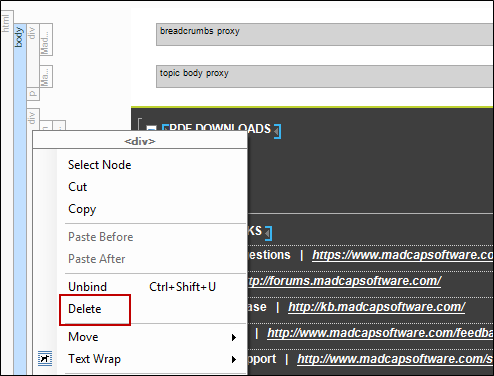 html
body
div
Mad...
Ma...
p
div
breadcrumbs proxy
topic body proxy
PDF DOWNLOADS
<div>
Select Node
Cut
Copy
Paste Before
Paste After
Unbind Ctrl+Shift+U
Delete
Move
Text Wrap
KS
estions | https://www.madcapsoftware.co
http://forums.madcapsoftware.com/
ase | http://kb.madcapsoftware.com/
| http://www.madcapsoftware.com/feedba
pport | http://www.madcapsoftware.com/s